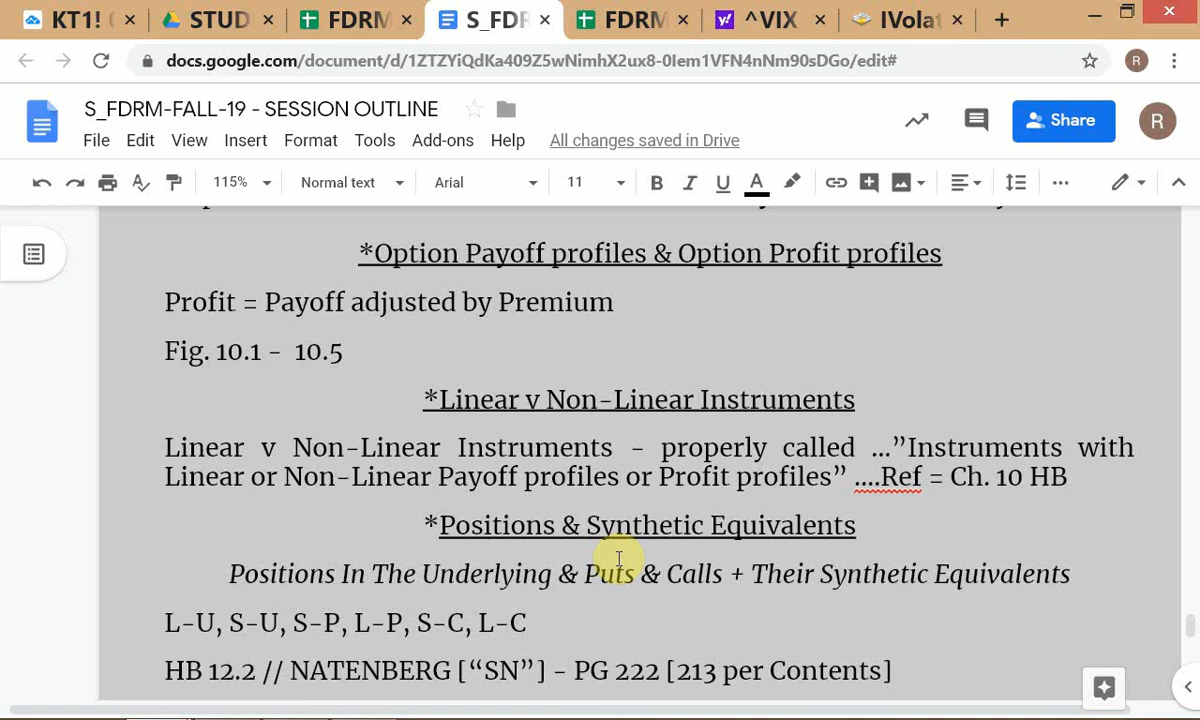 KT1! (
STUD
FDRM
S_FDR
FDRM
^VIX
IVolat
docs.google.com/document/d/1ZTZYiQdKa409Z5wNimhX2ux8-0Iem1VFN4nNm90sDGo/edit#
R
S_FDRM-FALL-19 - SESSION OUTLINE
File Edit View Insert Format Tools Add-ons Help All changes saved in Drive
Share
R
115% Normal text Arial 11 B I U A
*Option Payoff profiles & Option Profit profiles
Profit = Payoff adjusted by Premium
Fig. 10.1 - 10.5
*Linear v Non-Linear Instruments
Linear v Non-Linear Instruments - properly called ...”Instruments with
Linear or Non-Linear Payoff profiles or Profit profiles” ....Ref = Ch. 10 HB
*Positions & Synthetic Equivalents
Positions In The Underlying & Puts & Calls + Their Synthetic Equivalents
L-U, S-U, S-P, L-P, S-C, L-C
HB 12.2 // NATENBERG [“SN”] - PG 222 [213 per Contents]